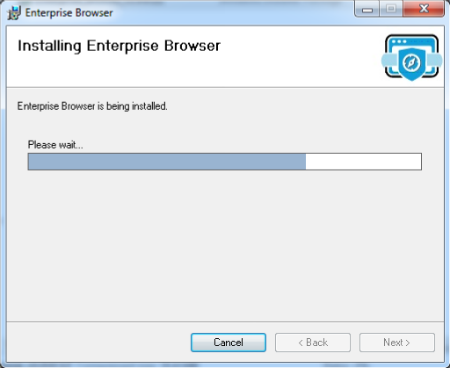 Enterprise Browser
Installing Enterprise Browser
Enterprise Browser is being installed.
Please wait...
Cancel
< Back
Next >